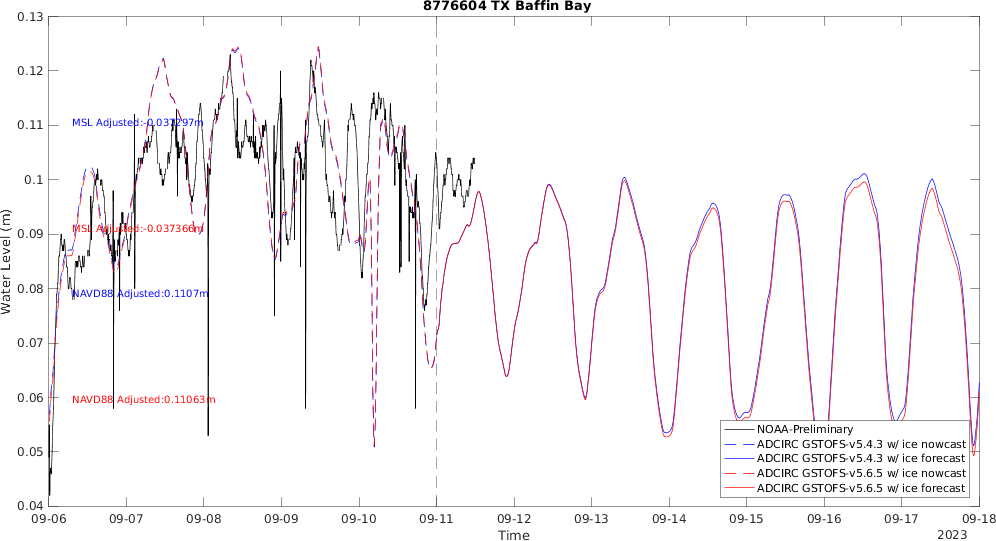 8776604 TX Baffin Bay
0.13
0.12
0.11
0.1
0.09
0.08
0.07
0.06
0.05
0.04
Water Level (m)
MSL Adjusted:-0.037297m
MSL Adjusted:-0.037366m
NAVD88 Adjusted:0.1107m
NAVD88 Adjusted:0.11063m
NOAA-Preliminary
ADCIRC GSTOFS-v5.4.3 w/ ice nowcast
ADCIRC GSTOFS-v5.4.3 w/ ice forecast
ADCIRC GSTOFS-v5.6.5 w/ ice nowcast
ADCIRC GSTOFS-v5.6.5 w/ ice forecast
09-06 09-07 09-08 09-09 09-10 09-11 09-12 09-13 09-14 09-15 09-16 09-17 09-18
Time
2023